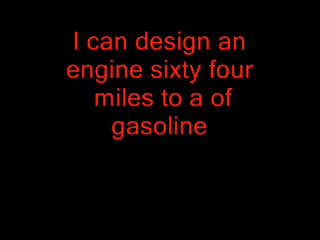 I can design an
engine sixty four
miles to a of
gasoline